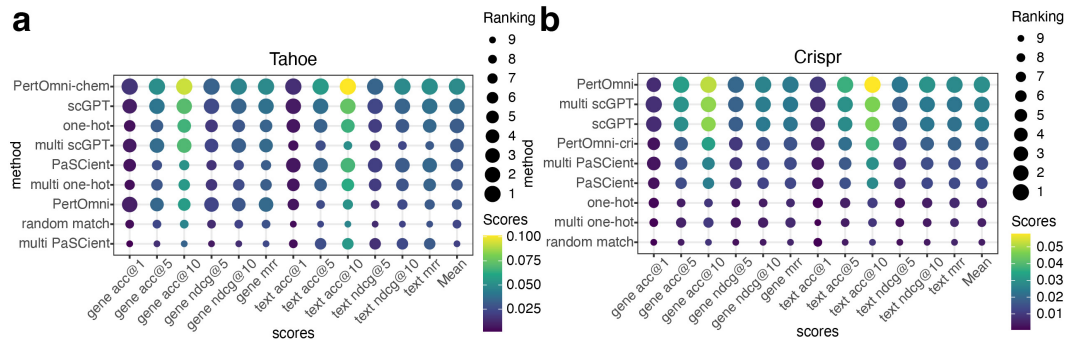 a
Tahoe
method
PertOmni-chem
scGPT
one-hot
multi scGPT
PaSCient
multi one-hot
PertOmni
random match
multi PaSCient
gene acc@1
gene acc@5
gene acc@10
gene ndcg@5
gene ndcg@10
gene mrr
text acc@1
text acc@5
text acc@10
text ndcg@5
text ndcg@10
text mrr
Mean
scores
Ranking
9
8
7
6
5
4
3
2
1
Scores
0.100
0.075
0.050
0.025
b
Crispr
method
PertOmni
multi scGPT
scGPT
PertOmni-cri
multi PaSCient
PaSCient
one-hot
multi one-hot
random match
gene acc@1
gene acc@5
gene acc@10
gene ndcg@5
gene ndcg@10
gene mrr
text acc@1
text acc@5
text acc@10
text ndcg@5
text ndcg@10
text mrr
Mean
scores
Ranking
9
8
7
6
5
4
3
2
1
Scores
0.05
0.04
0.03
0.02
0.01